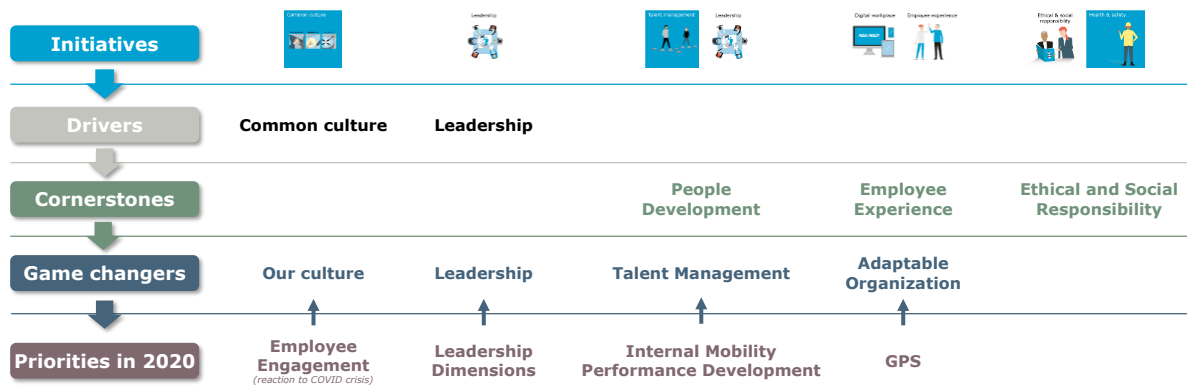 Common culture
Leadership
Talent management
Leadership
Digital workplace
Employee experience
Ethical & social
responsibility
Health & safety
Initiatives
Drivers
Common culture
Leadership
Cornerstones
People
Development
Employee
Experience
Ethical and Social
Responsibility
Game changers
Our culture
Leadership
Talent Management
Adaptable
Organization
Priorities in 2020
Employee
Engagement
(reaction to COVID crisis)
Leadership
Dimensions
Internal Mobility
Performance Development
GPS